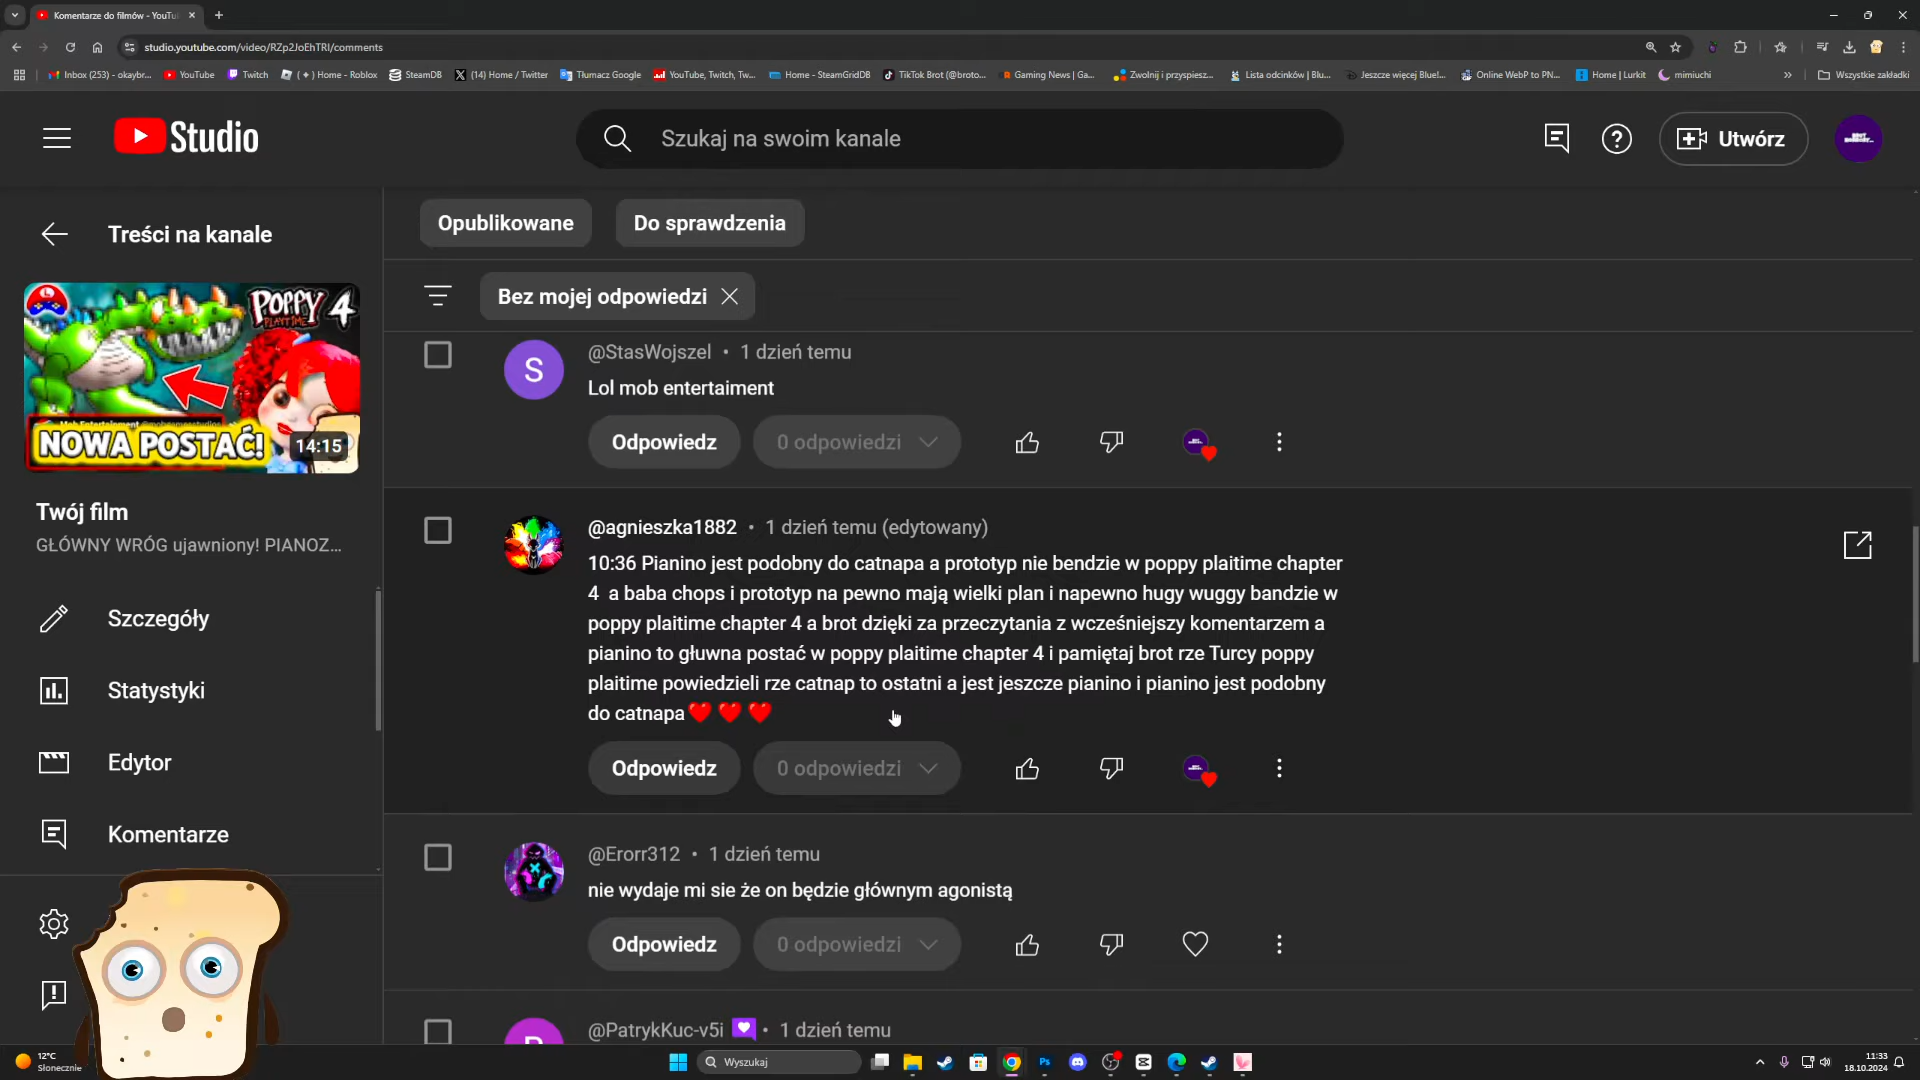 Komentarze do filmów - YouTu
studio.youtube.com/video/RZp2JoEhTRI/comments
Inbox (253) - okaybr...
YouTube
Twitch
( + ) Home - Roblox
SteamDB
(14) Home / Twitter
Tłumacz Google
YouTube, Twitch, Tw...
Home - SteamGridDB
TikTok Brot (@broto...
Gaming News | Ga...
Zwolnij i przyspiesz...
Lista odcinków | Blu...
Jeszcze więcej Blue!...
Online WebP to PN...
Home | Lurkit
mimiuchi
»
Wszystkie zakładki
Studio
Szukaj na swoim kanale
Utwórz
Treści na kanale
Opublikowane
Do sprawdzenia
Bez mojej odpowiedzi
POPPY 4
PLAYTIME
Mob Entertainment
NOWA POSTAĆ!
14:15
Twój film
GŁÓWNY WRÓG ujawniony! PIANOZ...
Szczegóły
Statystyki
Edytor
Komentarze
S
@StasWojszel • 1 dzień temu
Lol mob entertaiment
Odpowiedz
0 odpowiedzi
@agnieszka1882 • 1 dzień temu (edytowany)
10:36 Pianino jest podobny do catnapa a prototyp nie bendzie w poppy plaitime chapter
4 a baba chops i prototyp na pewno mają wielki plan i napewno hugy wuggy bandzie w
poppy plaitime chapter 4 a brot dzięki za przeczytania z wcześniejszy komentarzem a
pianino to głuwna postać w poppy plaitime chapter 4 i pamiętaj brot rze Turcy poppy
plaitime powiedzieli rze catnap to ostatni a jest jeszcze pianino i pianino jest podobny
do catnapa❤️❤️❤️
Odpowiedz
0 odpowiedzi
@Erorr312 • 1 dzień temu
nie wydaje mi sie że on będzie głównym agonistą
Odpowiedz
0 odpowiedzi
@PatrykKuc-v5i • 1 dzień temu
12°C
Słonecznie
Wyszukaj
11:33
18.10.2024